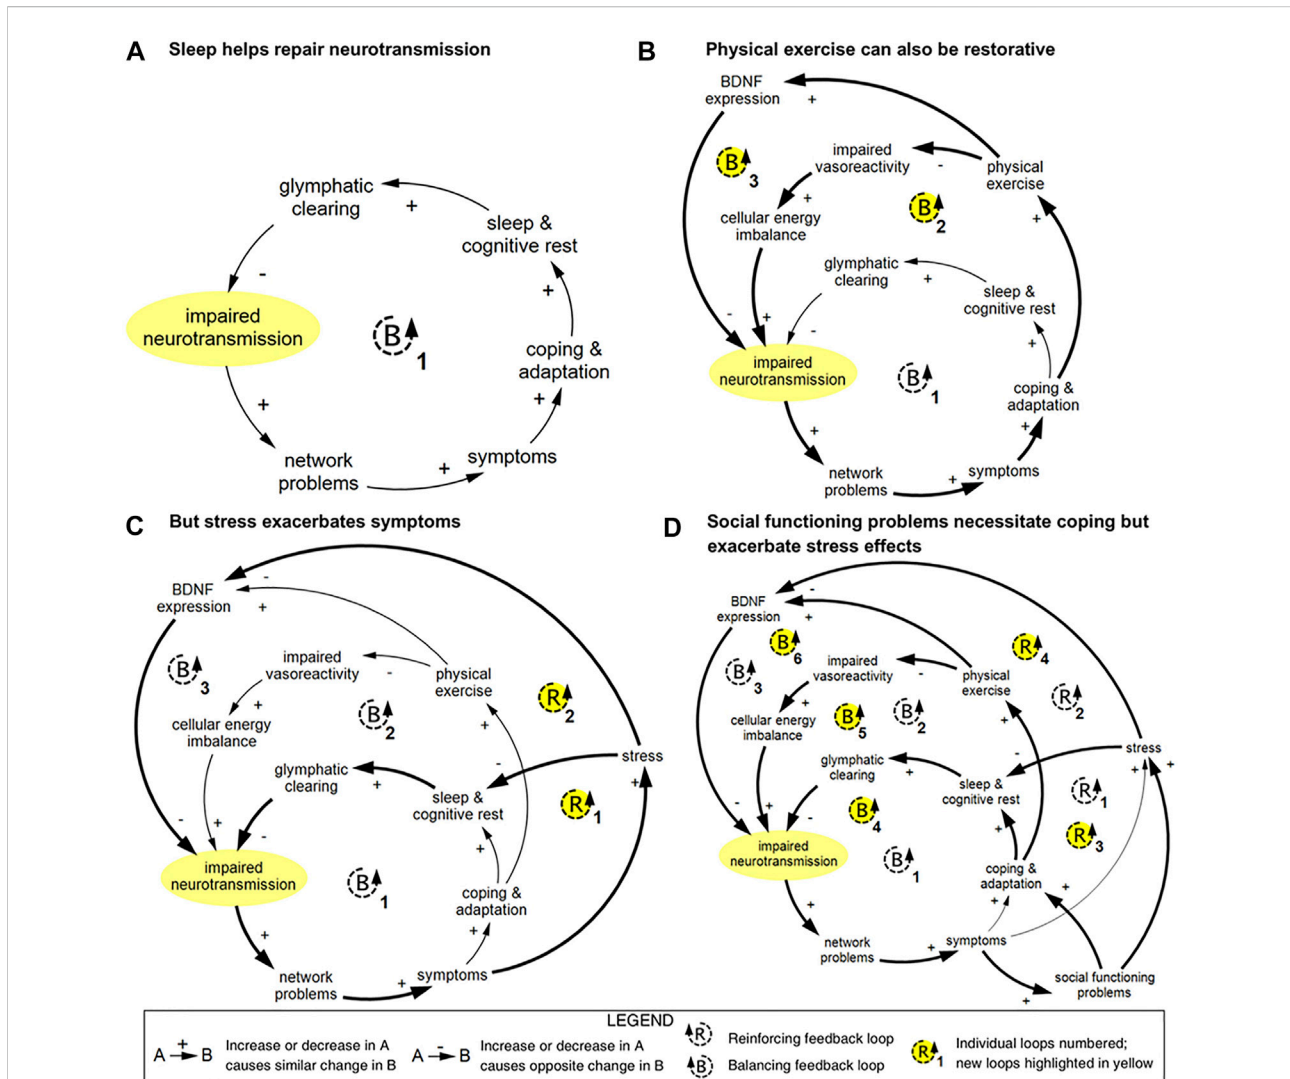 A Sleep helps repair neurotransmission
glymphatic
clearing
+
sleep &
cognitive rest
-
+
impaired
neurotransmission
B
1
coping &
adaptation
+
+
network
problems
+
symptoms
B Physical exercise can also be restorative
BDNF
expression
+
impaired
vasoreactivity
-
physical
exercise
B
3
+
cellular energy
imbalance
B
2
+
glymphatic
clearing
+
sleep &
cognitive rest
-
+
-
+
impaired
neurotransmission
B
1
coping &
adaptation
+
+
network
problems
+
symptoms
C But stress exacerbates symptoms
BDNF
expression
-
+
B
3
impaired
vasoreactivity
-
physical
exercise
R
2
+
cellular energy
imbalance
B
2
+
stress
+
glymphatic
clearing
+
-
sleep &
cognitive rest
R
1
-
+
-
+
impaired
neurotransmission
B
1
coping &
adaptation
+
+
network
problems
+
symptoms
D Social functioning problems necessitate coping but
exacerbate stress effects
BDNF
expression
-
+
B
6
R
4
B
3
impaired
vasoreactivity
-
physical
exercise
R
2
+
cellular energy
imbalance
B
5
B
2
+
stress
+
+
glymphatic
clearing
+
-
sleep &
cognitive rest
R
1
-
+
-
B
4
+
R
3
impaired
neurotransmission
B
1
coping &
adaptation
+
+
+
network
problems
+
symptoms
+
social functioning
problems
LEGEND
A + B Increase or decrease in A
causes similar change in B
A - B Increase or decrease in A
causes opposite change in B
R Reinforcing feedback loop
B Balancing feedback loop
R 1 Individual loops numbered;
new loops highlighted in yellow